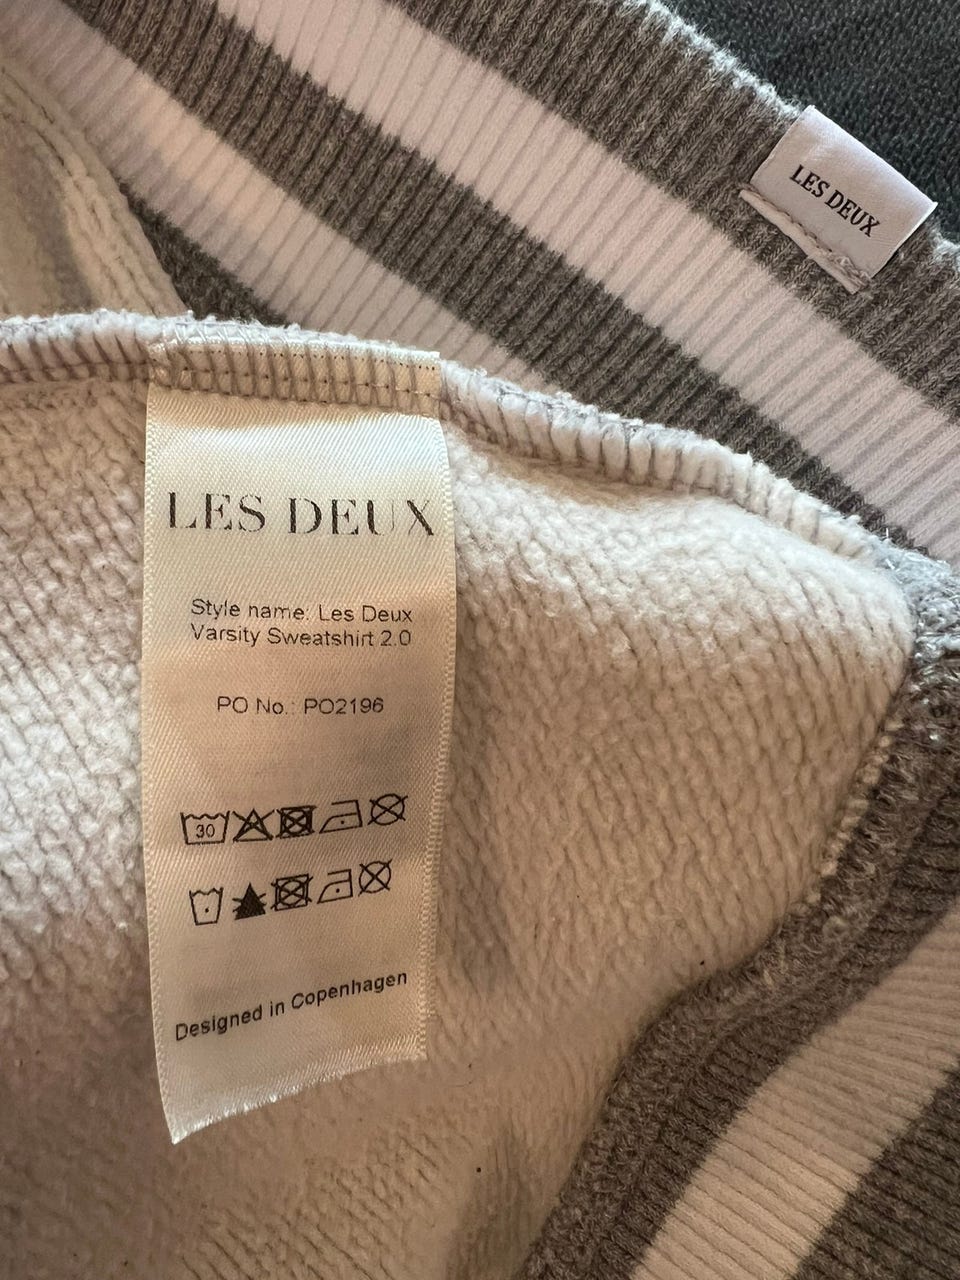 LES DEUX
LES DEUX
Style name: Les Deux
Varsity Sweatshirt 2.0
PO No.: PO2196
30
Designed in Copenhagen